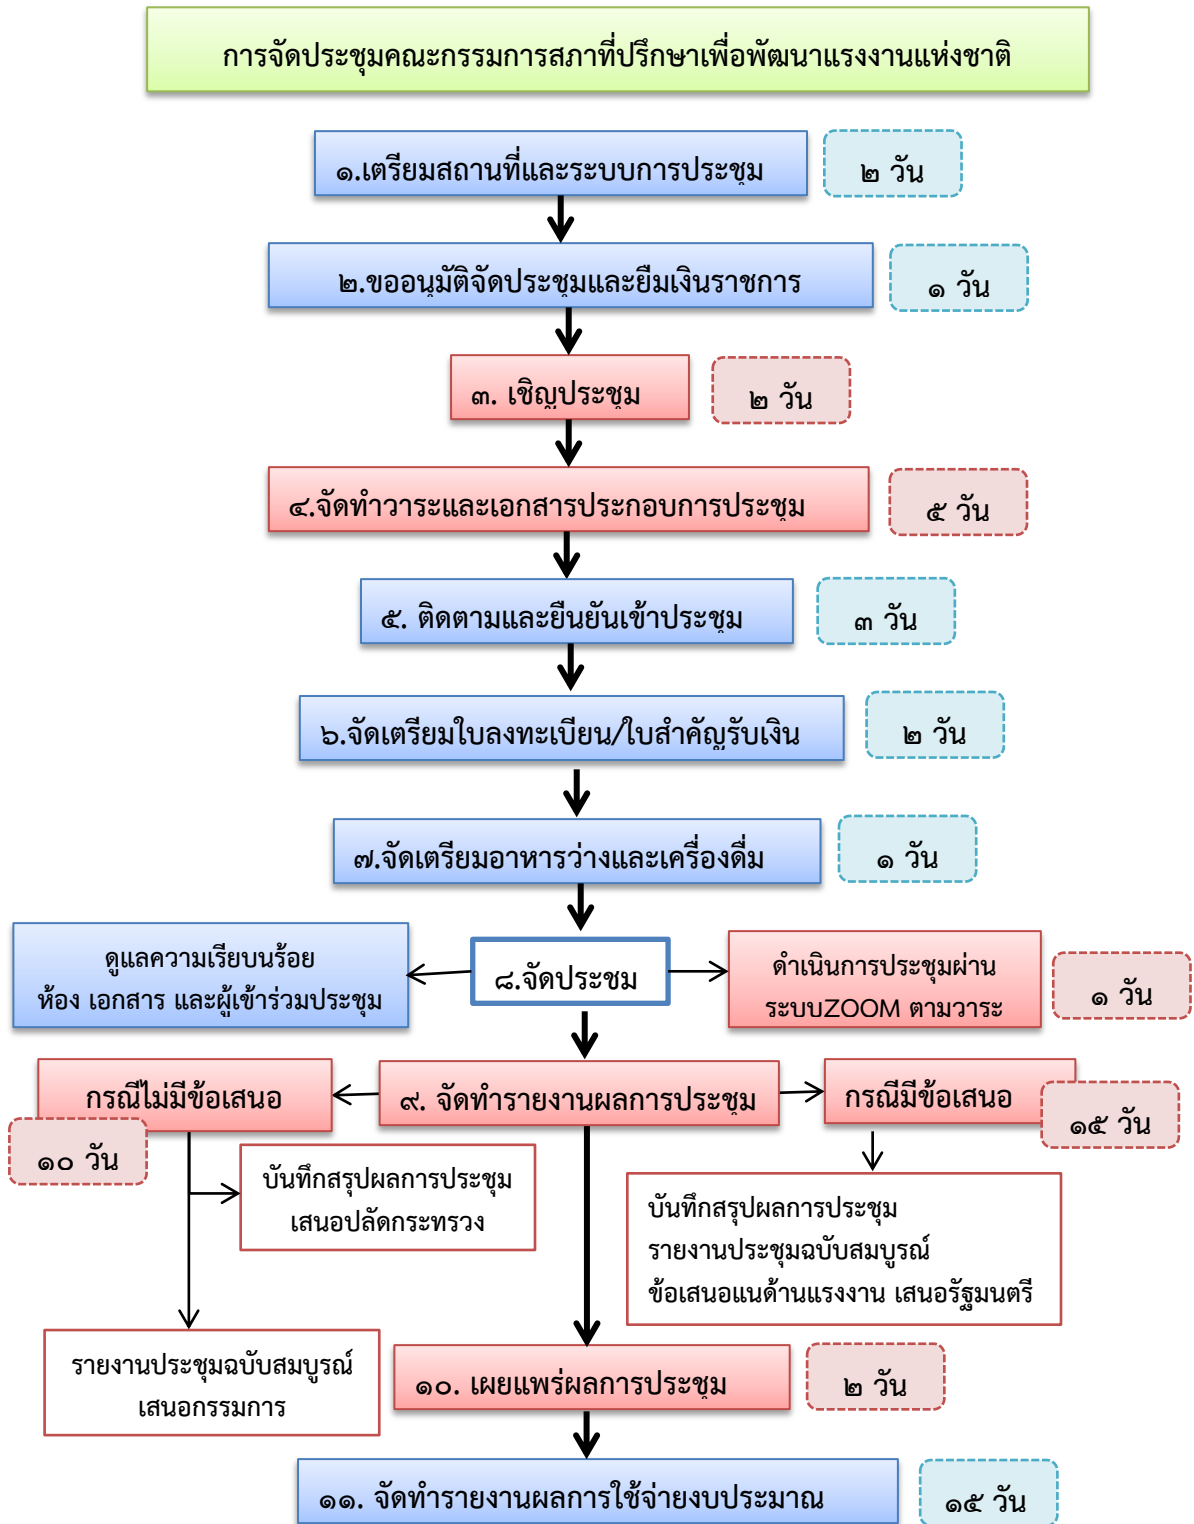 การจัดประชุมคณะกรรมการสภาที่ปรึกษาเพื่อพัฒนาแรงงานแห่งชาติ
๑.เตรียมสถานที่และระบบการประชุม
๒ วัน
๒.ขออนุมัติจัดประชุมและยืมเงินราชการ
๑ วัน
๓. เชิญประชุม
๒ วัน
๔.จัดทำวาระและเอกสารประกอบการประชุม
๕ วัน
๕. ติดตามและยืนยันเข้าประชุม
๓ วัน
๖.จัดเตรียมใบลงทะเบียน/ใบสำคัญรับเงิน
๒ วัน
๗.จัดเตรียมอาหารว่างและเครื่องดื่ม
๑ วัน
ดูแลความเรียบนร้อย
ห้อง เอกสาร และผู้เข้าร่วมประชุม
๘.จัดประชม
ดำเนินการประชุมผ่าน
ระบบZOOM ตามวาระ
๑ วัน
กรณีไม่มีข้อเสนอ
๑๐ วัน
๙. จัดทำรายงานผลการประชุม
กรณีมีข้อเสนอ
๑๕ วัน
บันทึกสรุปผลการประชุม
เสนอปลัดกระทรวง
บันทึกสรุปผลการประชุม
รายงานประชุมฉบับสมบูรณ์
ข้อเสนอแนด้านแรงงาน เสนอรัฐมนตรี
รายงานประชุมฉบับสมบูรณ์
เสนอกรรมการ
๑๐. เผยแพร่ผลการประชุม
๒ วัน
๑๑. จัดทำรายงานผลการใช้จ่ายงบประมาณ
๑๕ วัน